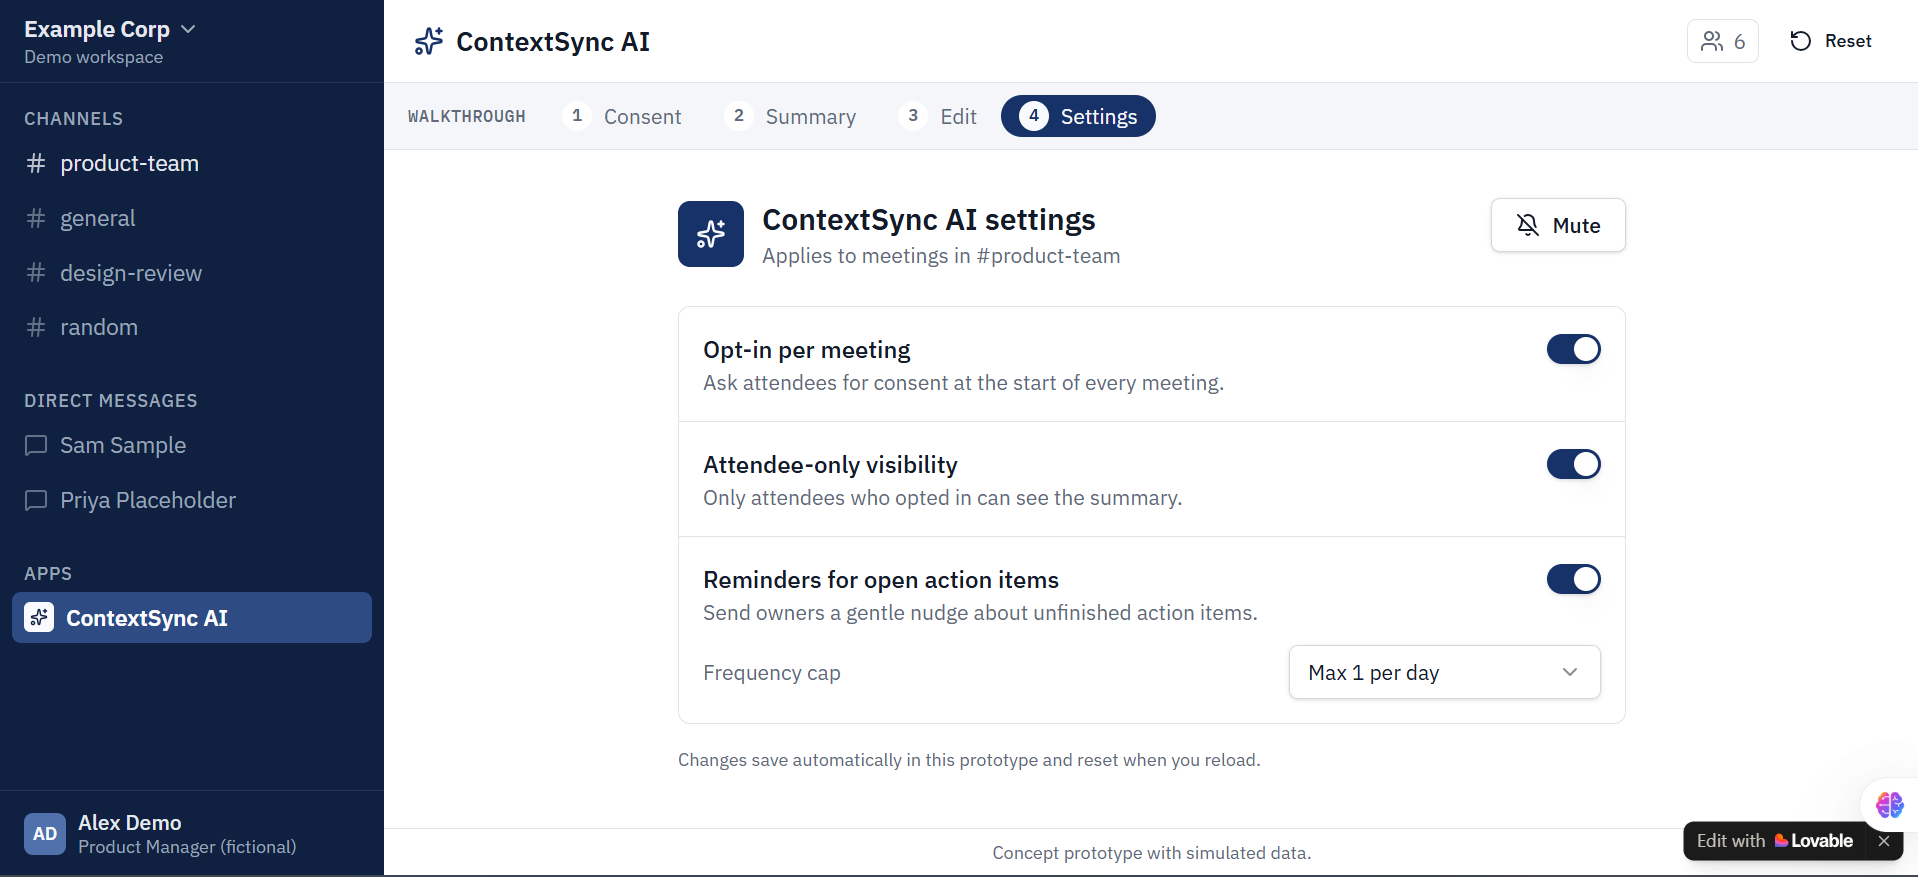 Example Corp
Demo workspace
CHANNELS
# product-team
# general
# design-review
# random
DIRECT MESSAGES
Sam Sample
Priya Placeholder
APPS
ContextSync AI
AD
Alex Demo
Product Manager (fictional)
ContextSync AI
6
Reset
WALKTHROUGH
1 Consent
2 Summary
3 Edit
4 Settings
ContextSync AI settings
Applies to meetings in #product-team
Mute
Opt-in per meeting
Ask attendees for consent at the start of every meeting.
Attendee-only visibility
Only attendees who opted in can see the summary.
Reminders for open action items
Send owners a gentle nudge about unfinished action items.
Frequency cap
Max 1 per day
Changes save automatically in this prototype and reset when you reload.
Concept prototype with simulated data.
Edit with Lovable